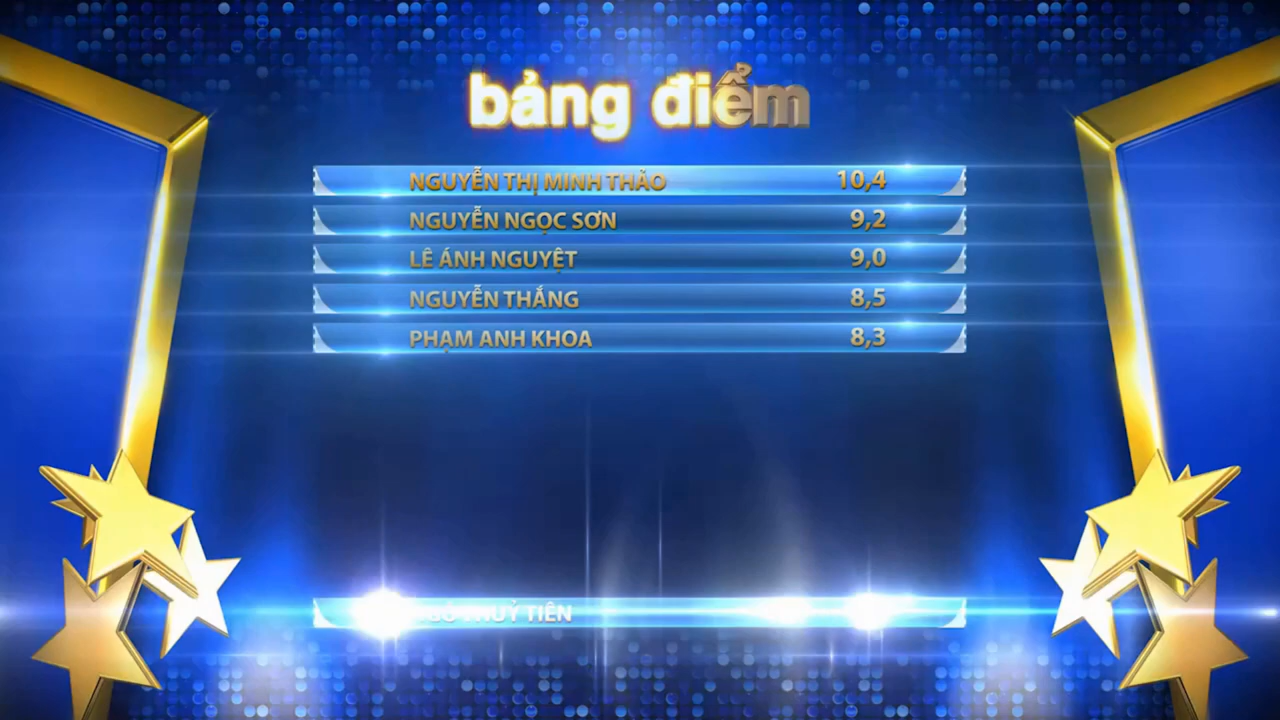 bảng điểm
NGUYỄN THỊ MINH THẢO 10,4
NGUYỄN NGỌC SƠN 9,2
LÊ ÁNH NGUYỆT 9,0
NGUYỄN THẮNG 8,5
PHẠM ANH KHOA 8,3
TIÊN